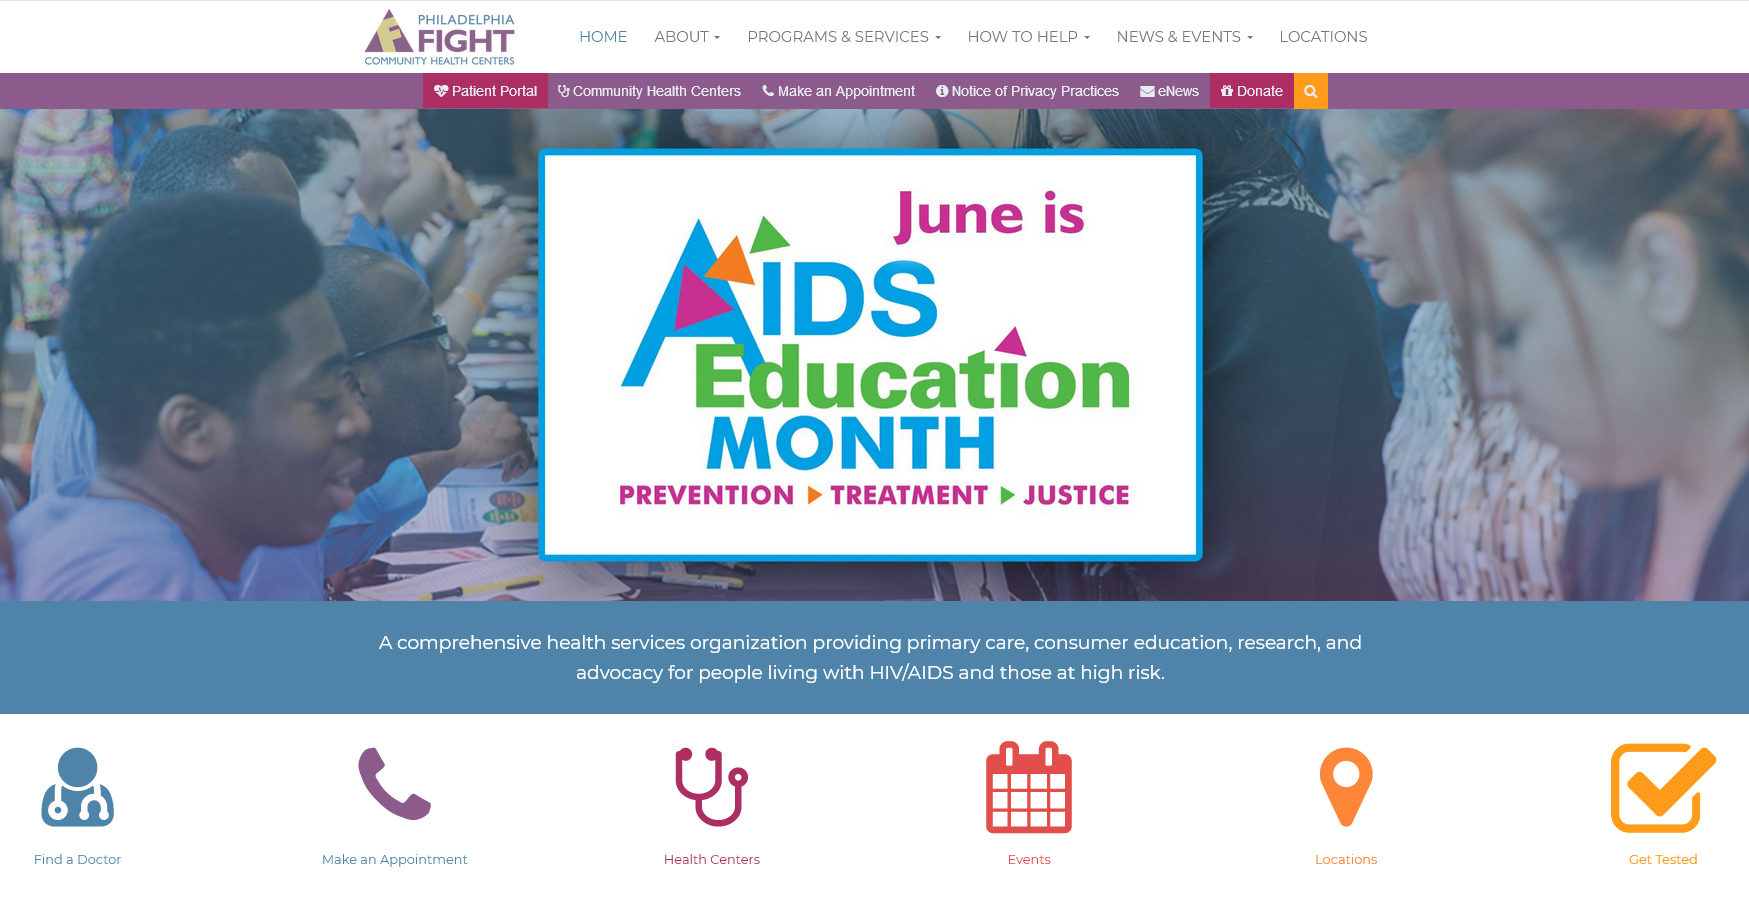 PHILADELPHIA
FIGHT
COMMUNITY HEALTH CENTERS
HOME ABOUT PROGRAMS & SERVICES HOW TO HELP NEWS & EVENTS LOCATIONS
Patient Portal Community Health Centers Make an Appointment Notice of Privacy Practices eNews Donate
June is
AIDS
Education
MONTH
PREVENTION TREATMENT JUSTICE
A comprehensive health services organization providing primary care, consumer education, research, and
advocacy for people living with HIV/AIDS and those at high risk.
Find a Doctor Make an Appointment Health Centers Events Locations Get Tested